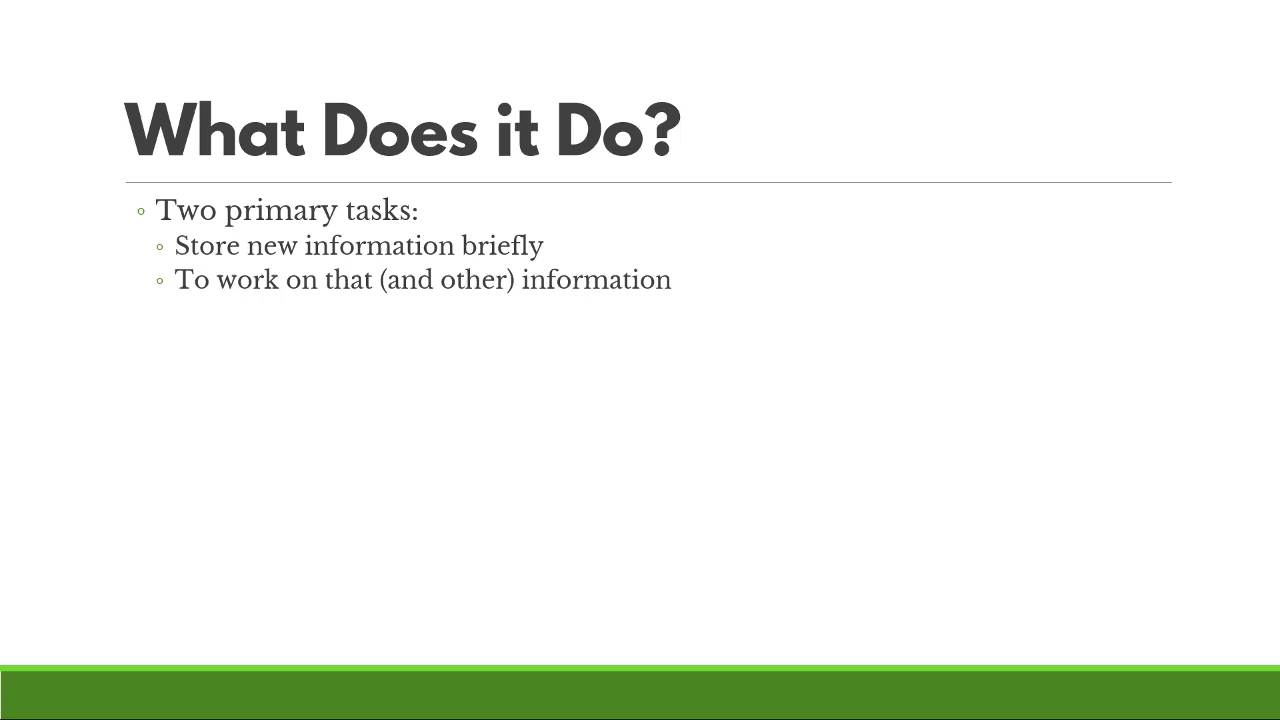 What Does it Do?
◦ Two primary tasks:
◦ Store new information briefly
◦ To work on that (and other) information